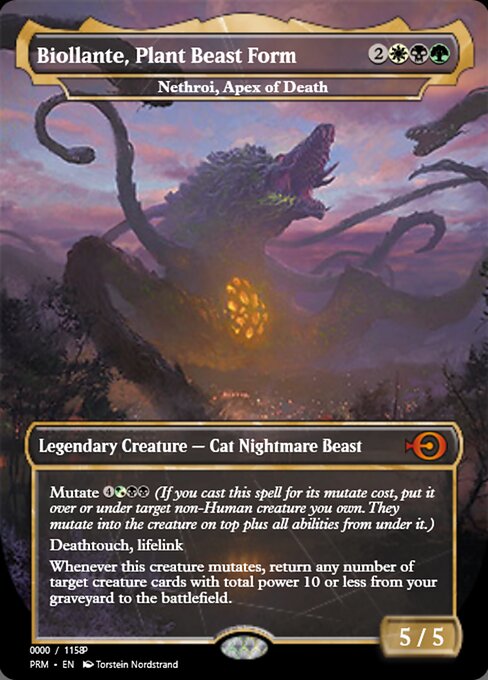 Biollante, Plant Beast Form 2
Nethroi, Apex of Death
Legendary Creature — Cat Nightmare Beast
Mutate 4 (If you cast this spell for its mutate cost, put it
over or under target non-Human creature you own. They
mutate into the creature on top plus all abilities from under it.)
Deathtouch, lifelink
Whenever this creature mutates, return any number of
target creature cards with total power 10 or less from your
graveyard to the battlefield.
5/5
0000 / 1158P
PRM • EN Torstein Nordstrand